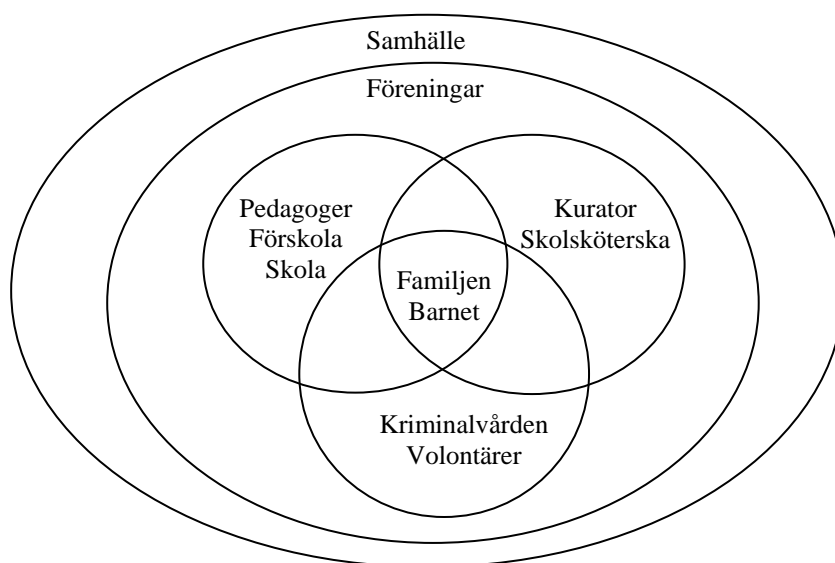 Samhälle
Föreningar
Pedagoger
Förskola
Skola
Kurator
Skolsköterska
Familjen
Barnet
Kriminalvården
Volontärer